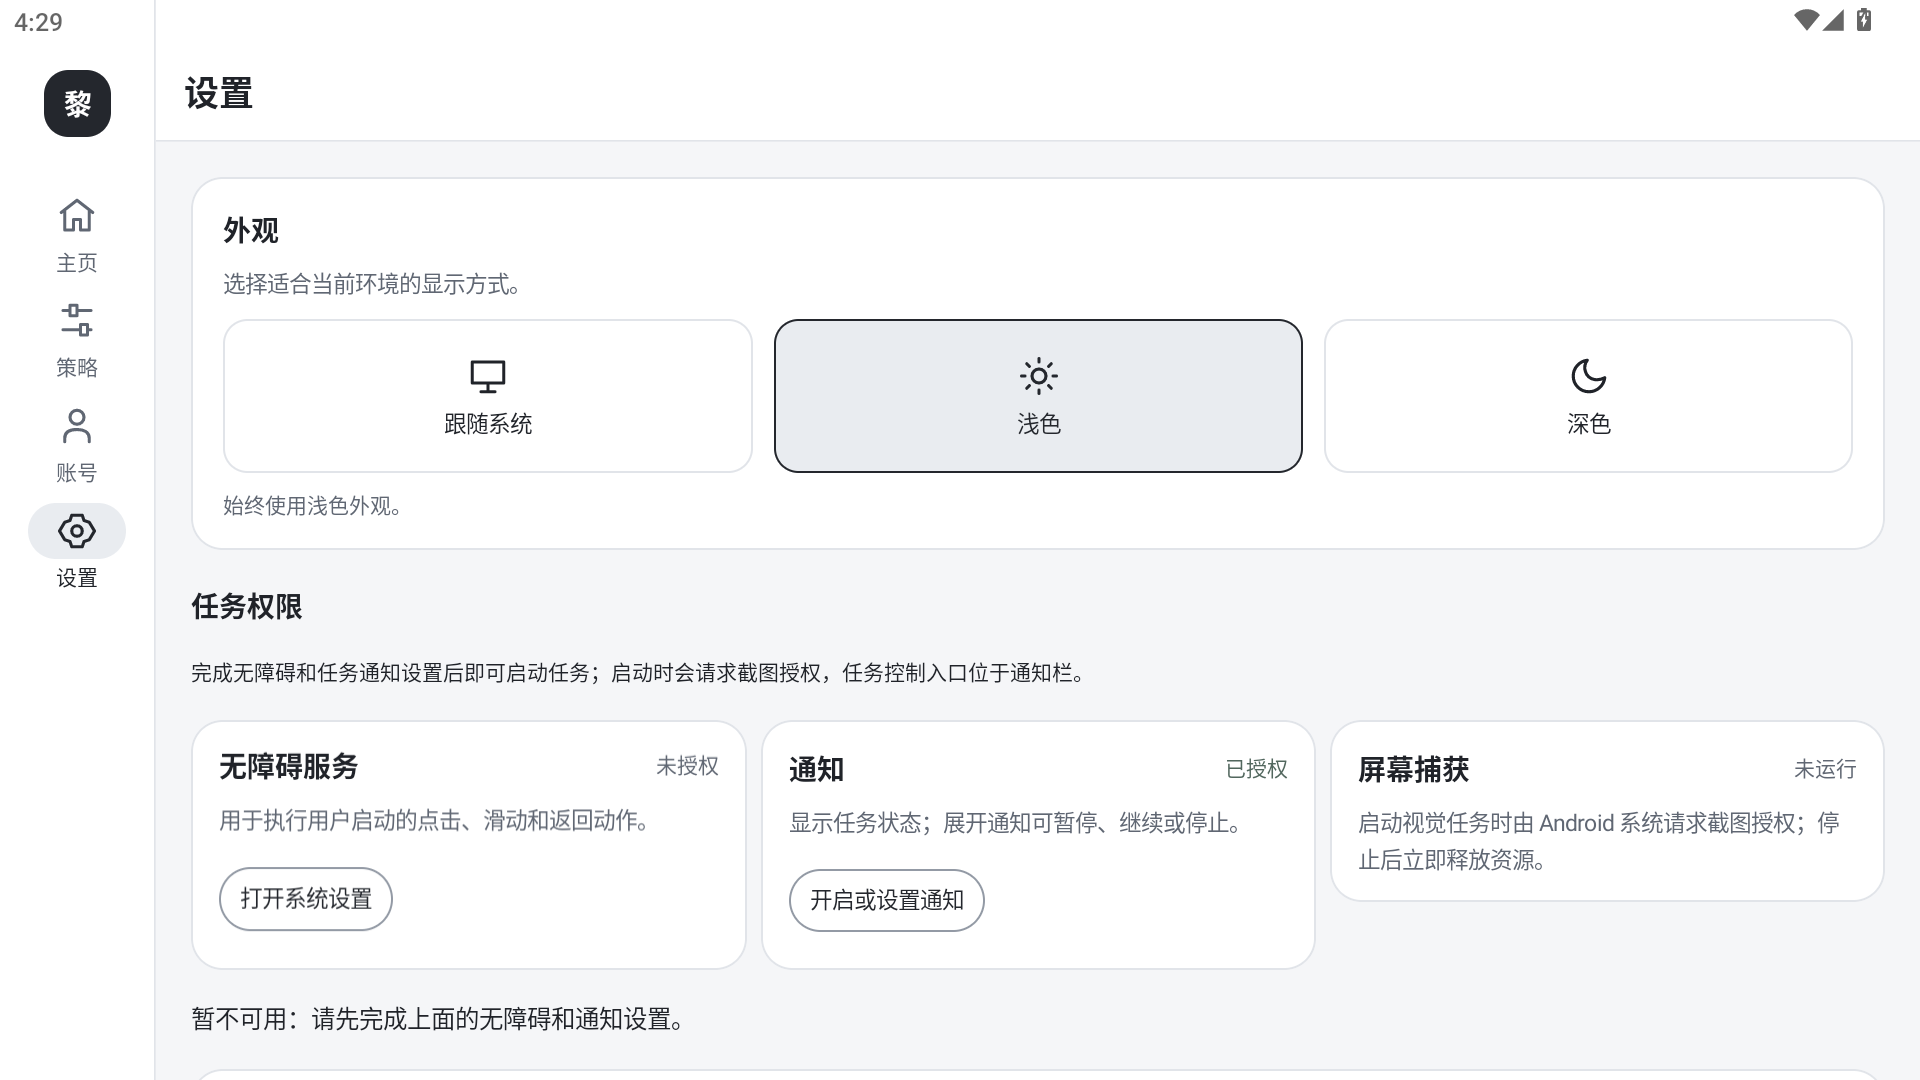 4:29
黎
主页
策略
账号
设置
设置
外观
选择适合当前环境的显示方式。
跟随系统
浅色
深色
始终使用浅色外观。
任务权限
完成无障碍和任务通知设置后即可启动任务；启动时会请求截图授权，任务控制入口位于通知栏。
无障碍服务
未授权
用于执行用户启动的点击、滑动和返回动作。
打开系统设置
通知
已授权
显示任务状态；展开通知可暂停、继续或停止。
开启或设置通知
屏幕捕获
未运行
启动视觉任务时由 Android 系统请求截图授权；停
止后立即释放资源。
暂不可用：请先完成上面的无障碍和通知设置。